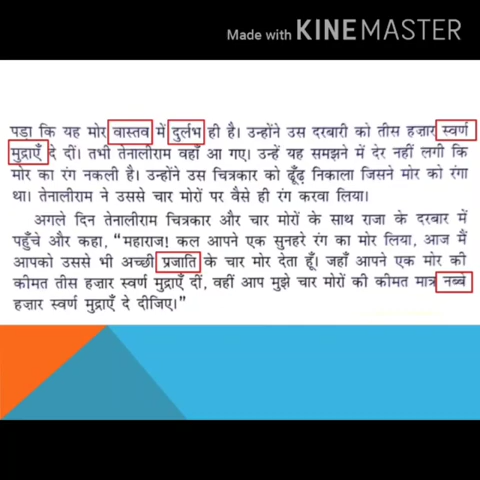 Made with KINEMASTER
पडा कि यह मोर वास्तव में दुर्लभ ही है। उन्होंने उस दरबारी को तीस हज़ार स्वर्ण
मुद्राएँ दे दीं। तभी तेनालीराम वहाँ आ गए। उन्हें यह समझने में देर नहीं लगी कि
मोर का रंग नकली है। उन्होंने उस चित्रकार को ढूँढ़ निकाला जिसने मोर को रंगा
था। तेनालीराम ने उससे चार मोरों पर वैसे ही रंग करवा लिया।
अगले दिन तेनालीराम चित्रकार और चार मोरों के साथ राजा के दरबार में
पहुँचे और कहा, “महाराज! कल आपने एक सुनहरे रंग का मोर लिया, आज मैं
आपको उससे भी अच्छी प्रजाति के चार मोर देता हूँ। जहाँ आपने एक मोर की
कीमत तीस हज़ार स्वर्ण मुद्राएँ दीं, वहीं आप मुझे चार मोरों की कीमत मात्र नब्बे
हज़ार स्वर्ण मुद्राएँ दे दीजिए।”